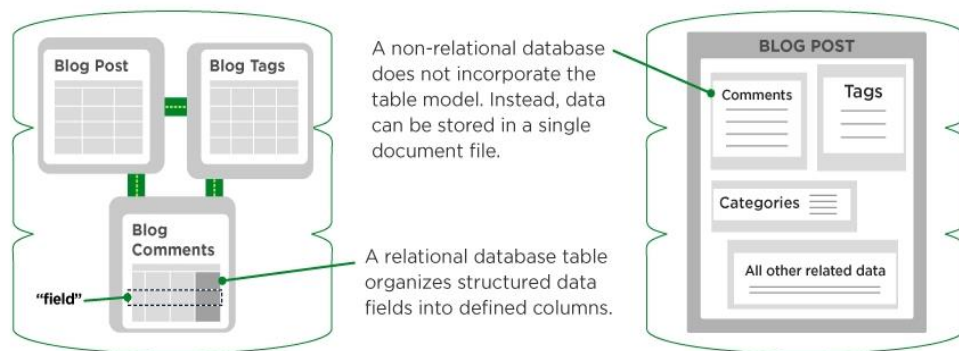 Blog Post
Blog Tags
Blog
Comments
"field"
A non-relational database
does not incorporate the
table model. Instead, data
can be stored in a single
document file.
A relational database table
organizes structured data
fields into defined columns.
BLOG POST
Comments
Tags
Categories
All other related data